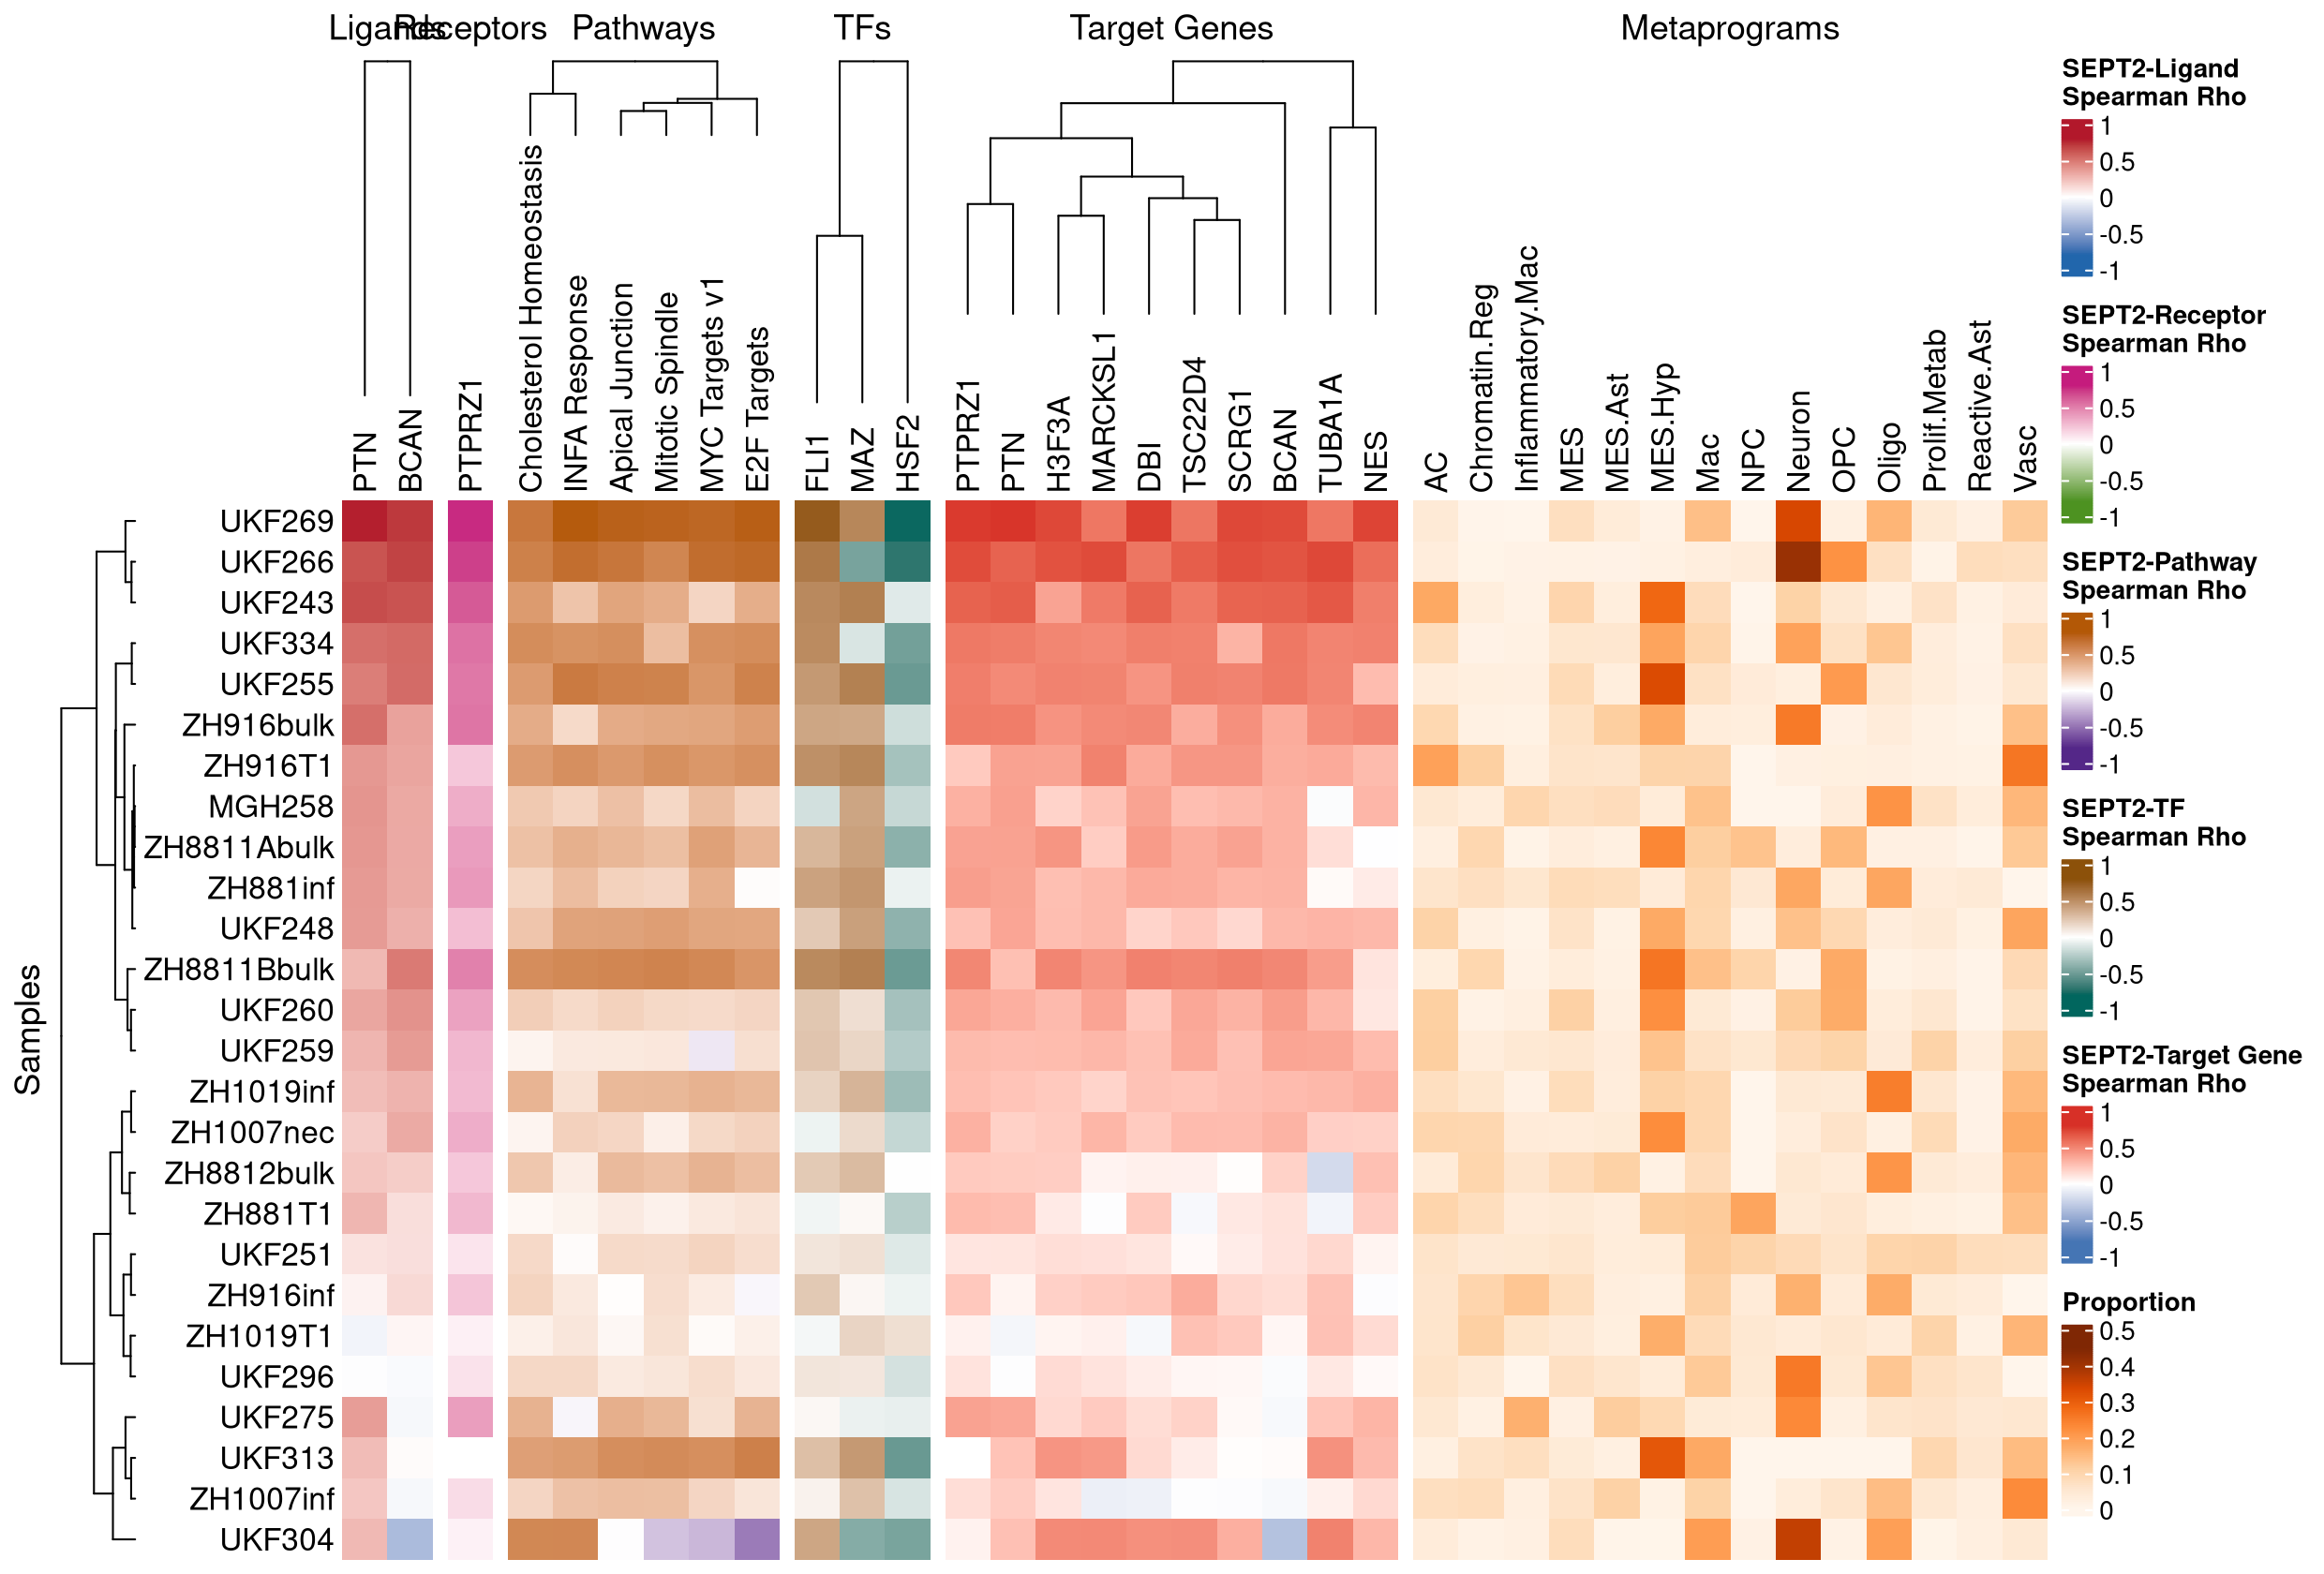 Ligands
Receptors
Pathways
TFs
Target Genes
Metaprograms
PTN
BCAN
PTPRZ1
Cholesterol Homeostasis
INFA Response
Apical Junction
Mitotic Spindle
MYC Targets v1
E2F Targets
FLI1
MAZ
HSF2
PTPRZ1
PTN
H3F3A
MARCKSL1
DBI
TSC22D4
SCRG1
BCAN
TUBA1A
NES
AC
Chromatin.Reg
Inflammatory.Mac
MES
MES.Ast
MES.Hyp
Mac
NPC
Neuron
OPC
Oligo
Prolif.Metab
Reactive.Ast
Vasc
Samples
UKF269
UKF266
UKF243
UKF334
UKF255
ZH916bulk
ZH916T1
MGH258
ZH8811Abulk
ZH881inf
UKF248
ZH8811Bbulk
UKF260
UKF259
ZH1019inf
ZH1007nec
ZH8812bulk
ZH881T1
UKF251
ZH916inf
ZH1019T1
UKF296
UKF275
UKF313
ZH1007inf
UKF304
SEPT2-Ligand
Spearman Rho
1
0.5
0
-0.5
-1
SEPT2-Receptor
Spearman Rho
1
0.5
0
-0.5
-1
SEPT2-Pathway
Spearman Rho
1
0.5
0
-0.5
-1
SEPT2-TF
Spearman Rho
1
0.5
0
-0.5
-1
SEPT2-Target Gene
Spearman Rho
1
0.5
0
-0.5
-1
Proportion
0.5
0.4
0.3
0.2
0.1
0